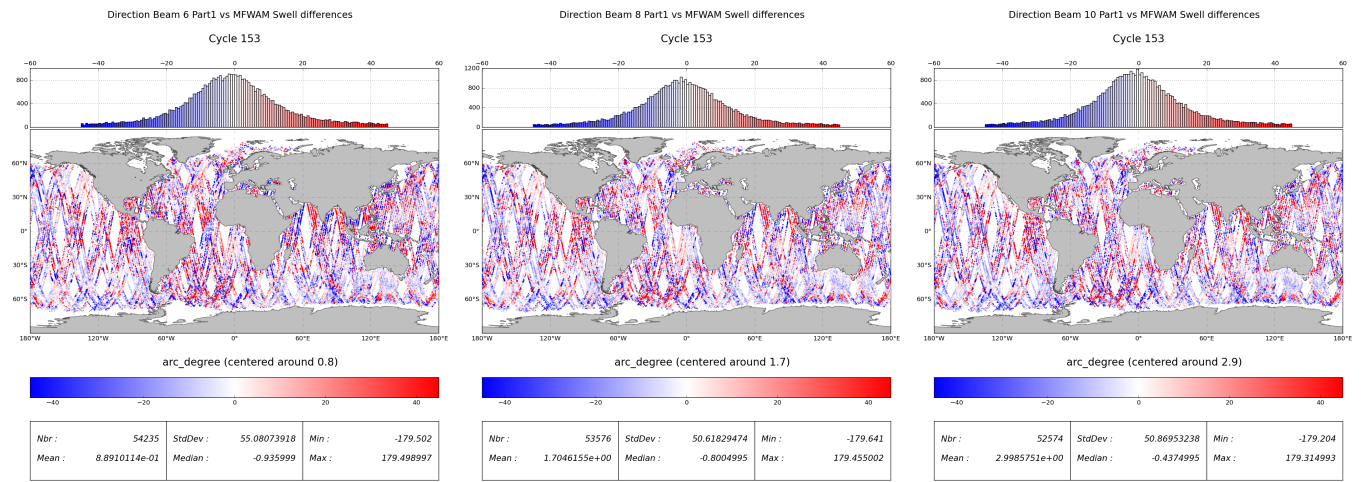 Direction Beam 6 Part1 vs MFWAM Swell differences
Cycle 153
−60 −40 −20 0 20 40 60
800
400
0
60°N
30°N
0°
30°S
60°S
180°W 120°W 60°W 0° 60°E 120°E 180°E
arc_degree (centered around 0.8)
−40 −20 0 20 40
Nbr : 54235 StdDev : 55.08073918 Min : -179.502
Mean : 8.8910114e-01 Median : -0.935999 Max : 179.498997
Direction Beam 8 Part1 vs MFWAM Swell differences
Cycle 153
−60 −40 −20 0 20 40 60
1200
800
400
0
60°N
30°N
0°
30°S
60°S
180°W 120°W 60°W 0° 60°E 120°E 180°E
arc_degree (centered around 1.7)
−40 −20 0 20 40
Nbr : 53576 StdDev : 50.61829474 Min : -179.641
Mean : 1.7046155e+00 Median : -0.8004995 Max : 179.455002
Direction Beam 10 Part1 vs MFWAM Swell differences
Cycle 153
−60 −40 −20 0 20 40 60
800
400
0
60°N
30°N
0°
30°S
60°S
180°W 120°W 60°W 0° 60°E 120°E 180°E
arc_degree (centered around 2.9)
−40 −20 0 20 40
Nbr : 52574 StdDev : 50.86953238 Min : -179.204
Mean : 2.9985751e+00 Median : -0.4374995 Max : 179.314993